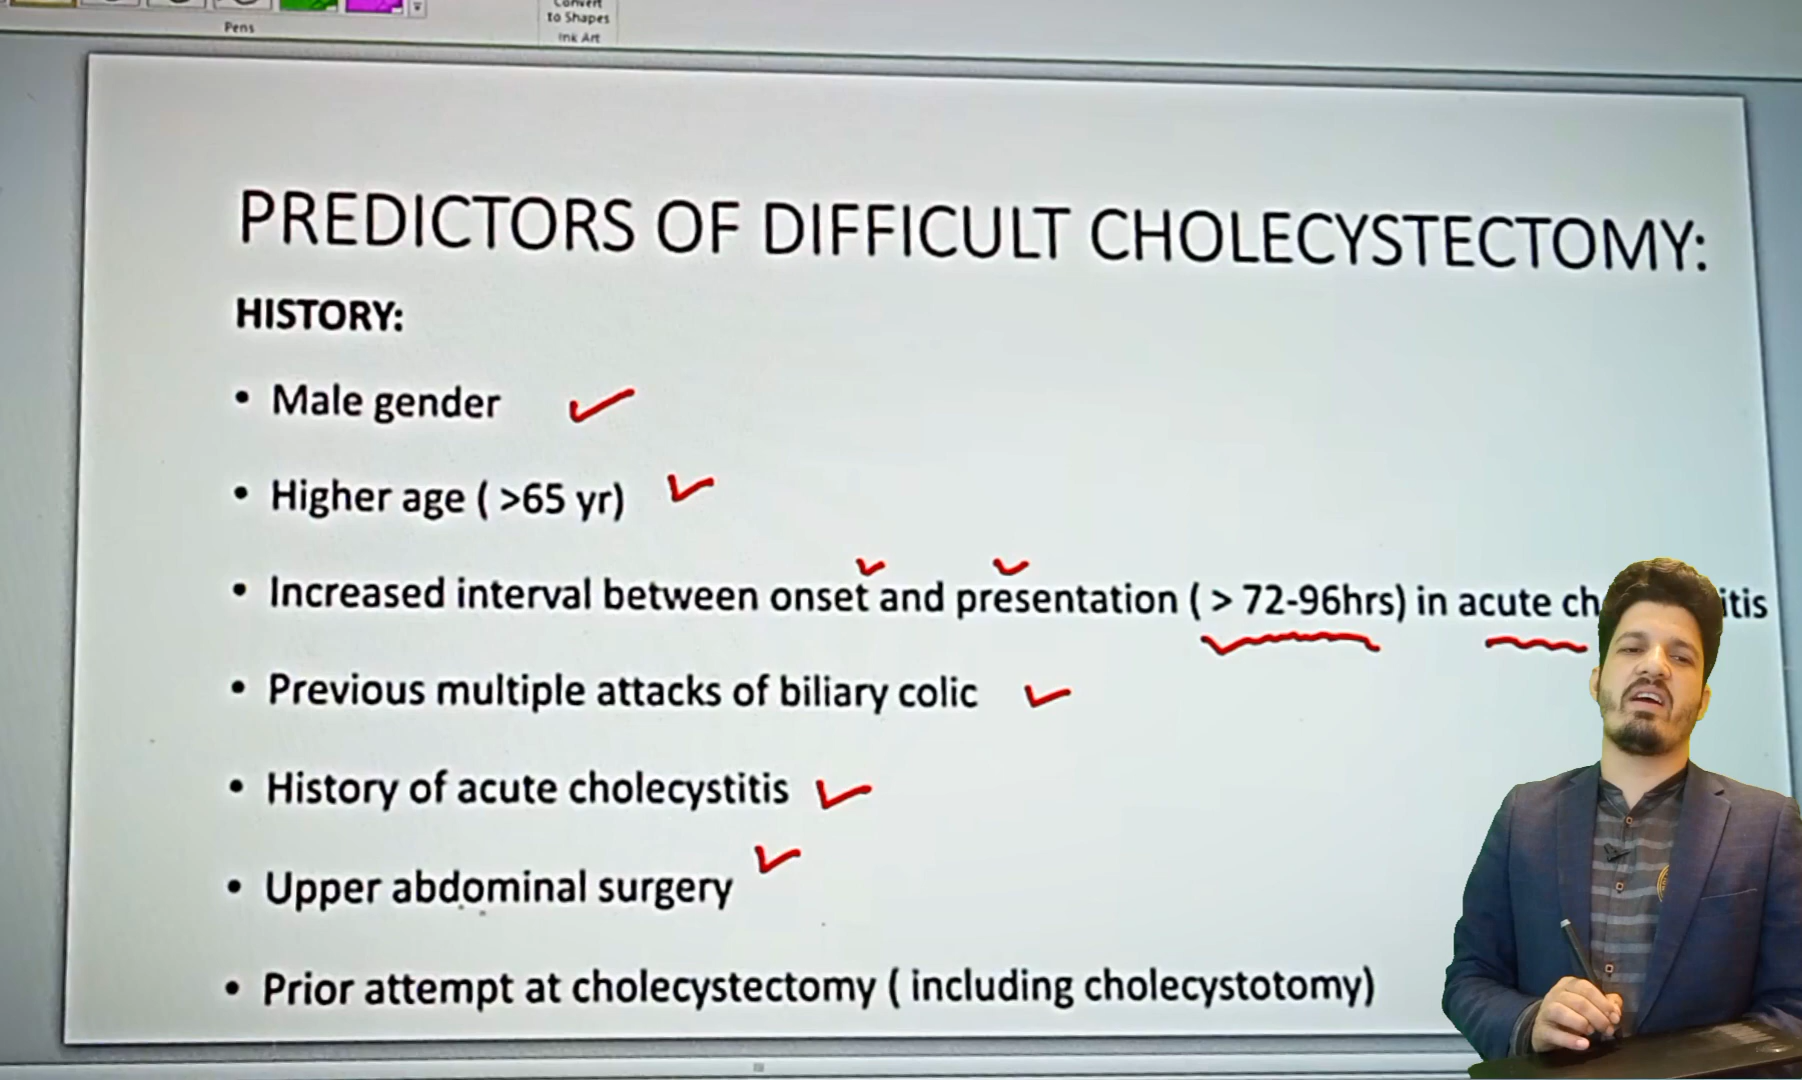 Pens
Convert
to Shapes
Ink Art
PREDICTORS OF DIFFICULT CHOLECYSTECTOMY:
HISTORY:
• Male gender
• Higher age ( >65 yr)
• Increased interval between onset and presentation ( > 72-96hrs) in acute ch itis
• Previous multiple attacks of biliary colic
• History of acute cholecystitis
• Upper abdominal surgery
• Prior attempt at cholecystectomy ( including cholecystotomy)